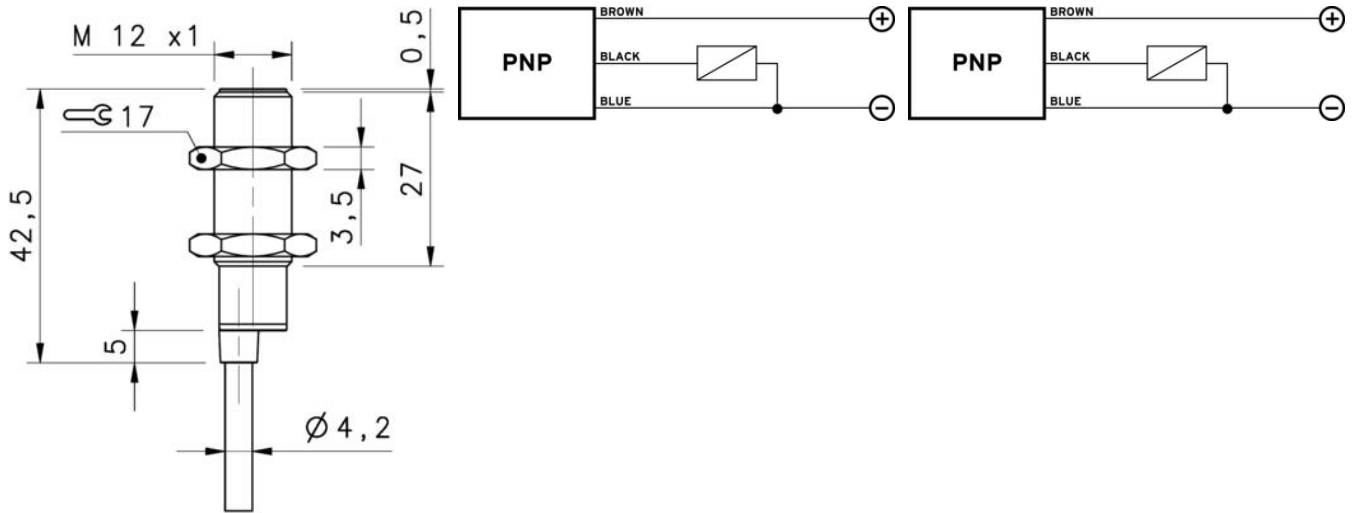 M 12 x1
0,5
17
42,5
3,5
27
5
Ø4,2
BROWN
PNP
BLACK
BLUE
+
−
BROWN
PNP
BLACK
BLUE
+
−